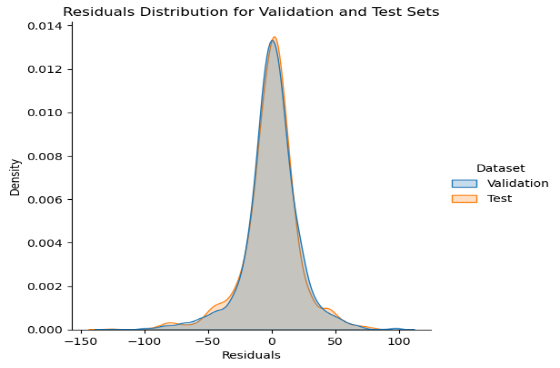 Residuals Distribution for Validation and Test Sets
0.014
0.012
0.010
0.008
0.006
0.004
0.002
0.000
Density
−150
−100
−50
0
50
100
Residuals
Dataset
Validation
Test